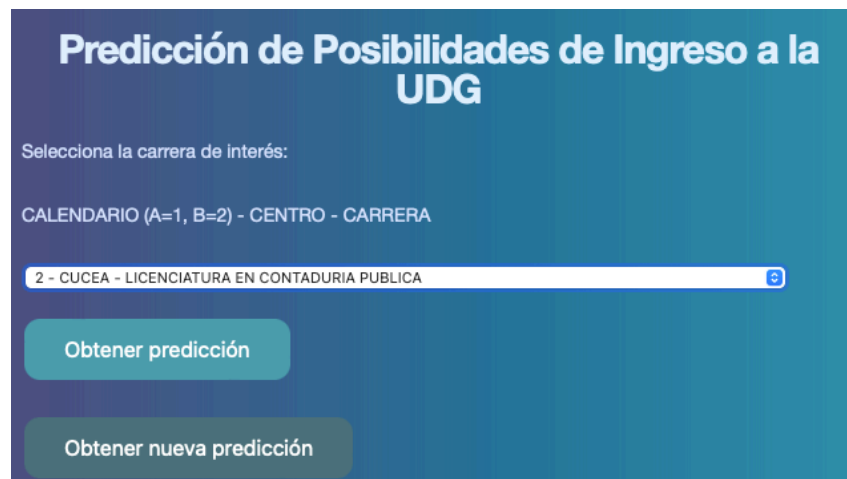 Predicción de Posibilidades de Ingreso a la
UDG
Selecciona la carrera de interés:
CALENDARIO (A=1, B=2) - CENTRO - CARRERA
2 - CUCEA - LICENCIATURA EN CONTADURIA PUBLICA
Obtener predicción
Obtener nueva predicción